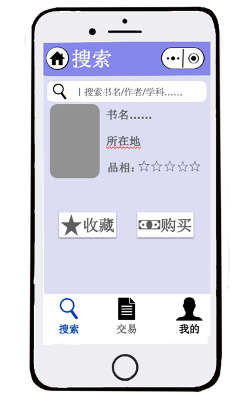 搜索
搜索书名/作者/学科......
书名......
所在地
品相：☆☆☆☆☆
收藏 购买
搜索 交易 我的